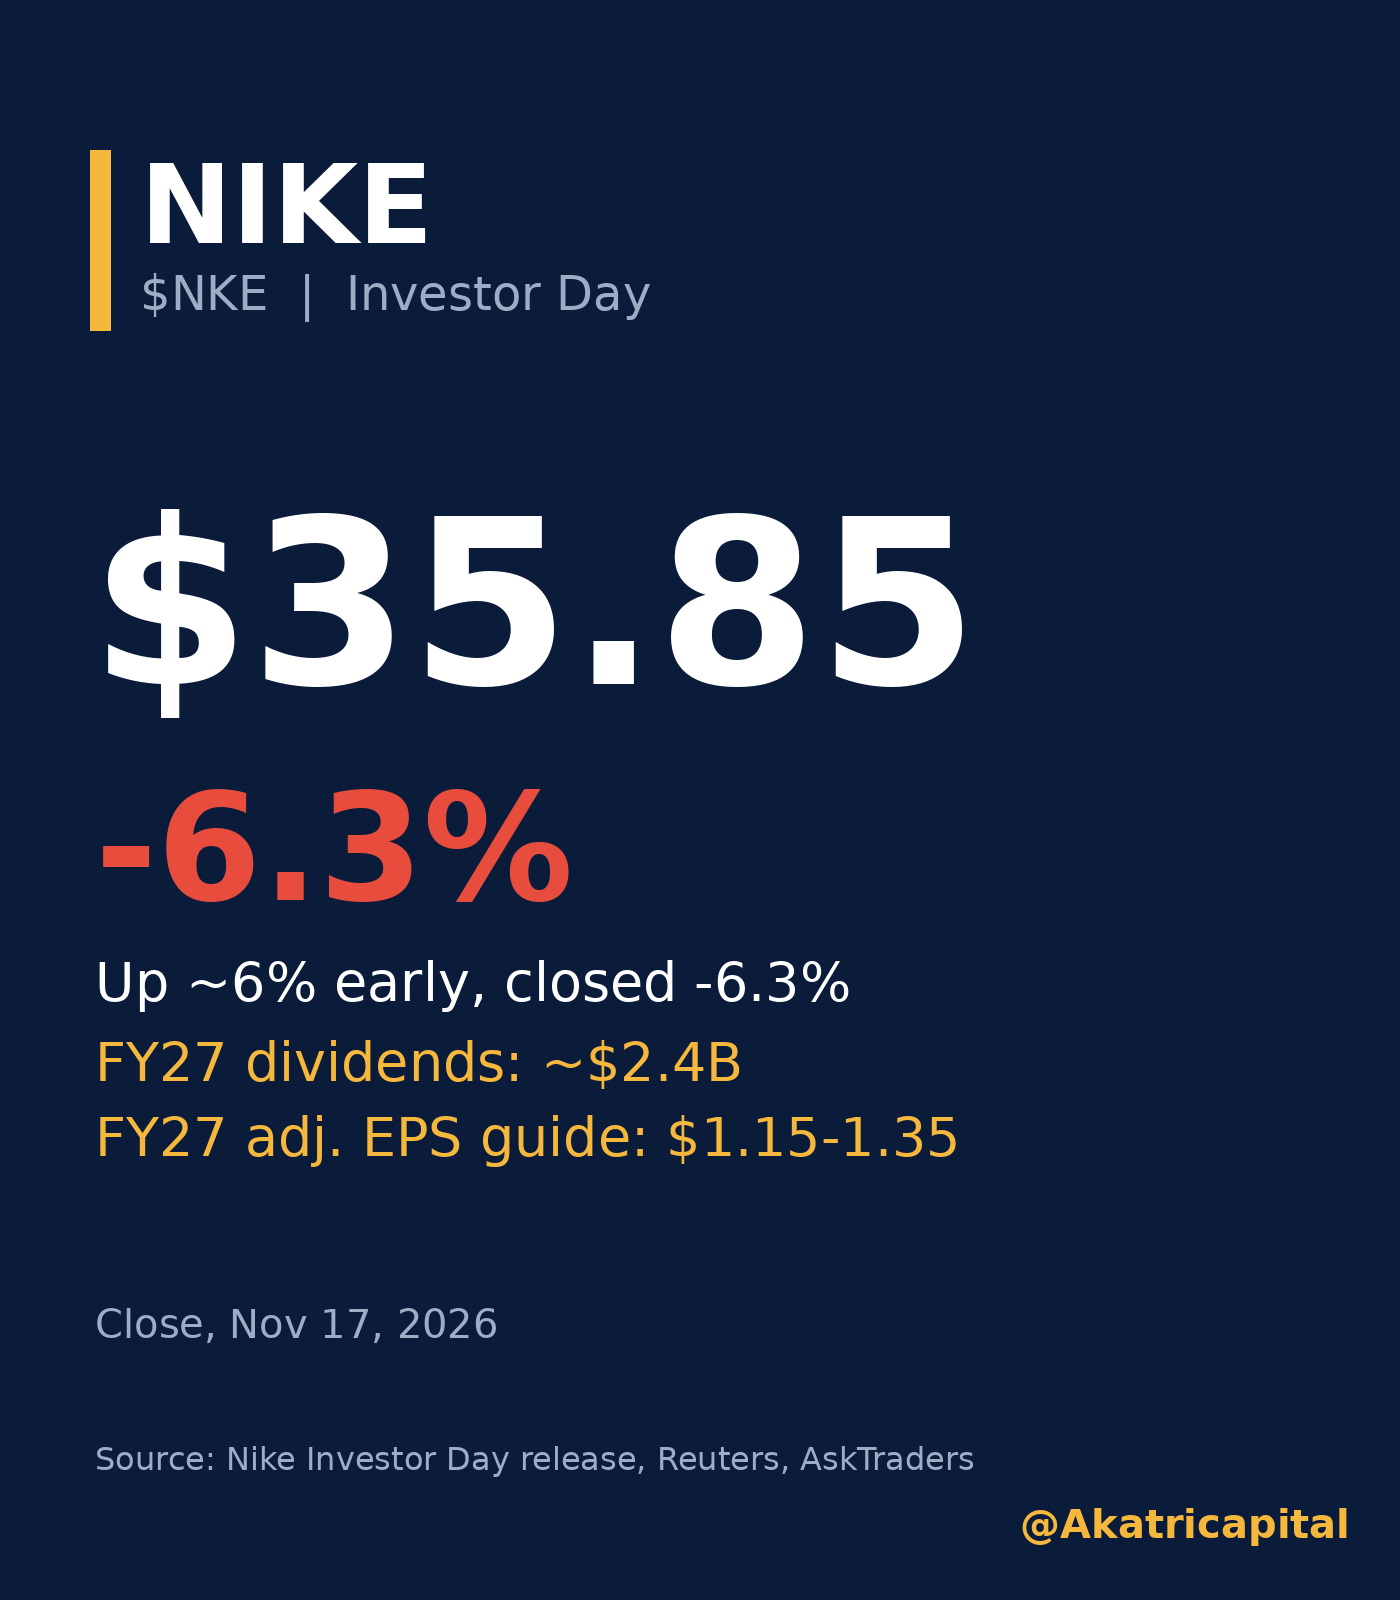 NIKE
$NKE | Investor Day
$35.85
-6.3%
Up ~6% early, closed -6.3%
FY27 dividends: ~$2.4B
FY27 adj. EPS guide: $1.15-1.35
Close, Nov 17, 2026
Source: Nike Investor Day release, Reuters, AskTraders
@Akatricapital